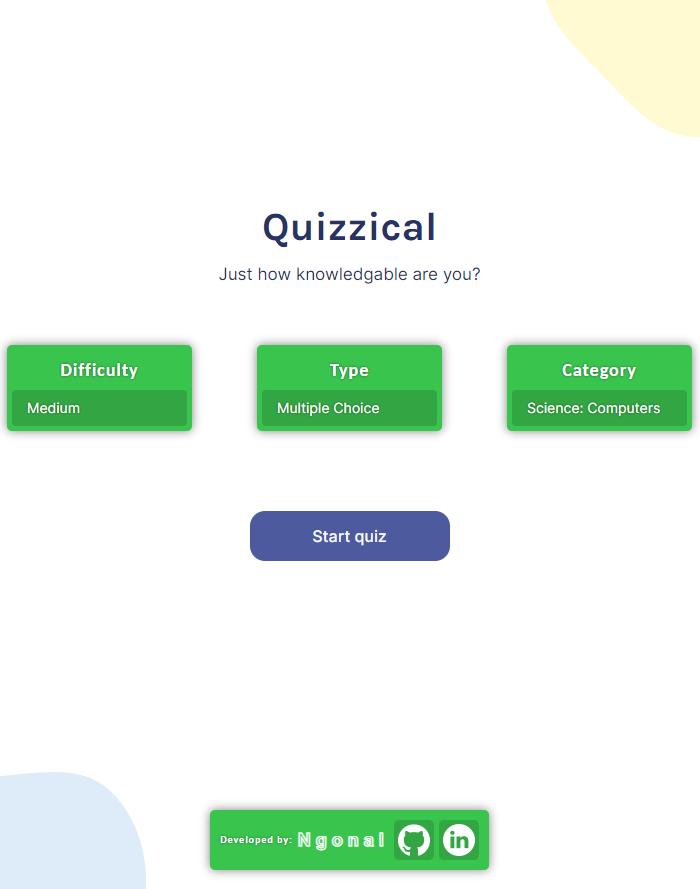 Quizzical
Just how knowledgable are you?
Difficulty Type Category
Medium Multiple Choice Science: Computers
Start quiz
Developed by: Ngonal in